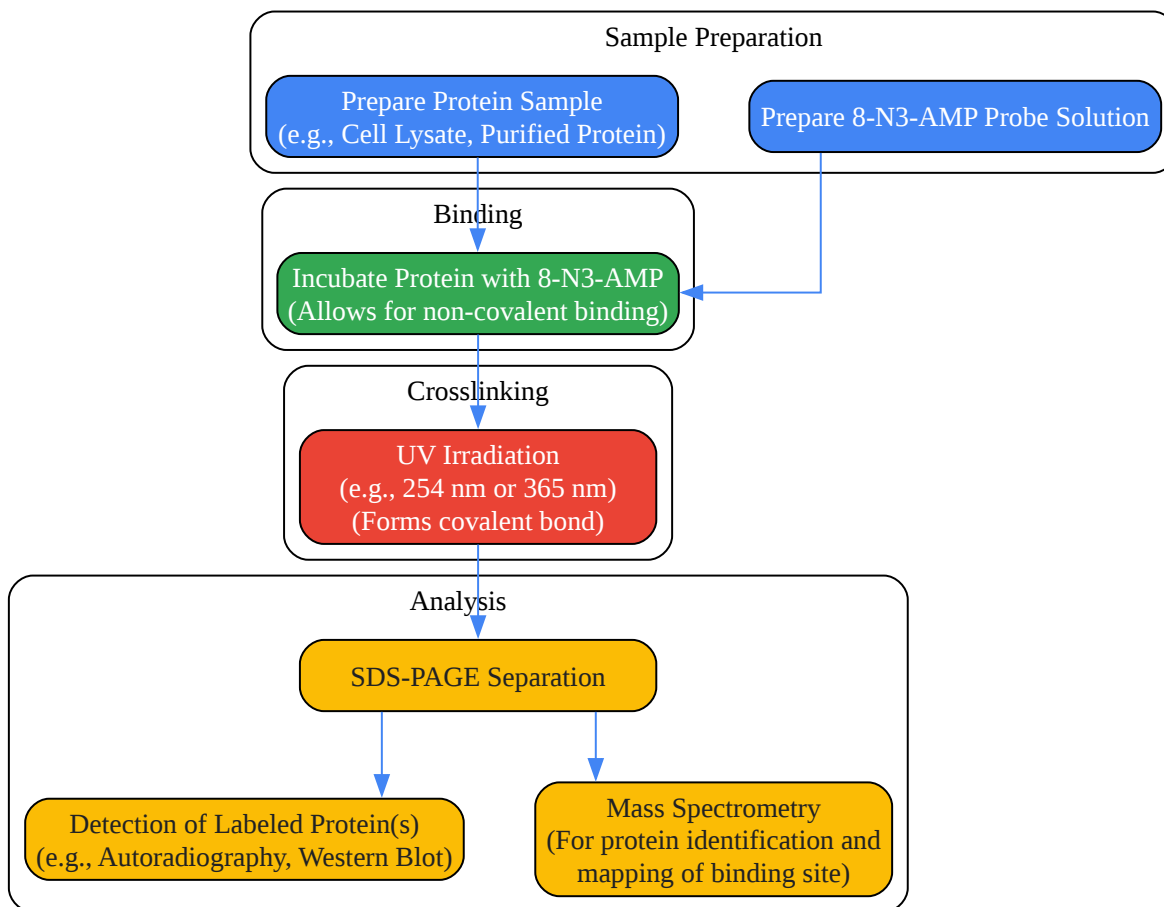 Sample Preparation
Prepare Protein Sample
(e.g., Cell Lysate, Purified Protein)
Prepare 8-N3-AMP Probe Solution
Binding
Incubate Protein with 8-N3-AMP
(Allows for non-covalent binding)
Crosslinking
UV Irradiation
(e.g., 254 nm or 365 nm)
(Forms covalent bond)
Analysis
SDS-PAGE Separation
Detection of Labeled Protein(s)
(e.g., Autoradiography, Western Blot)
Mass Spectrometry
(For protein identification and
mapping of binding site)